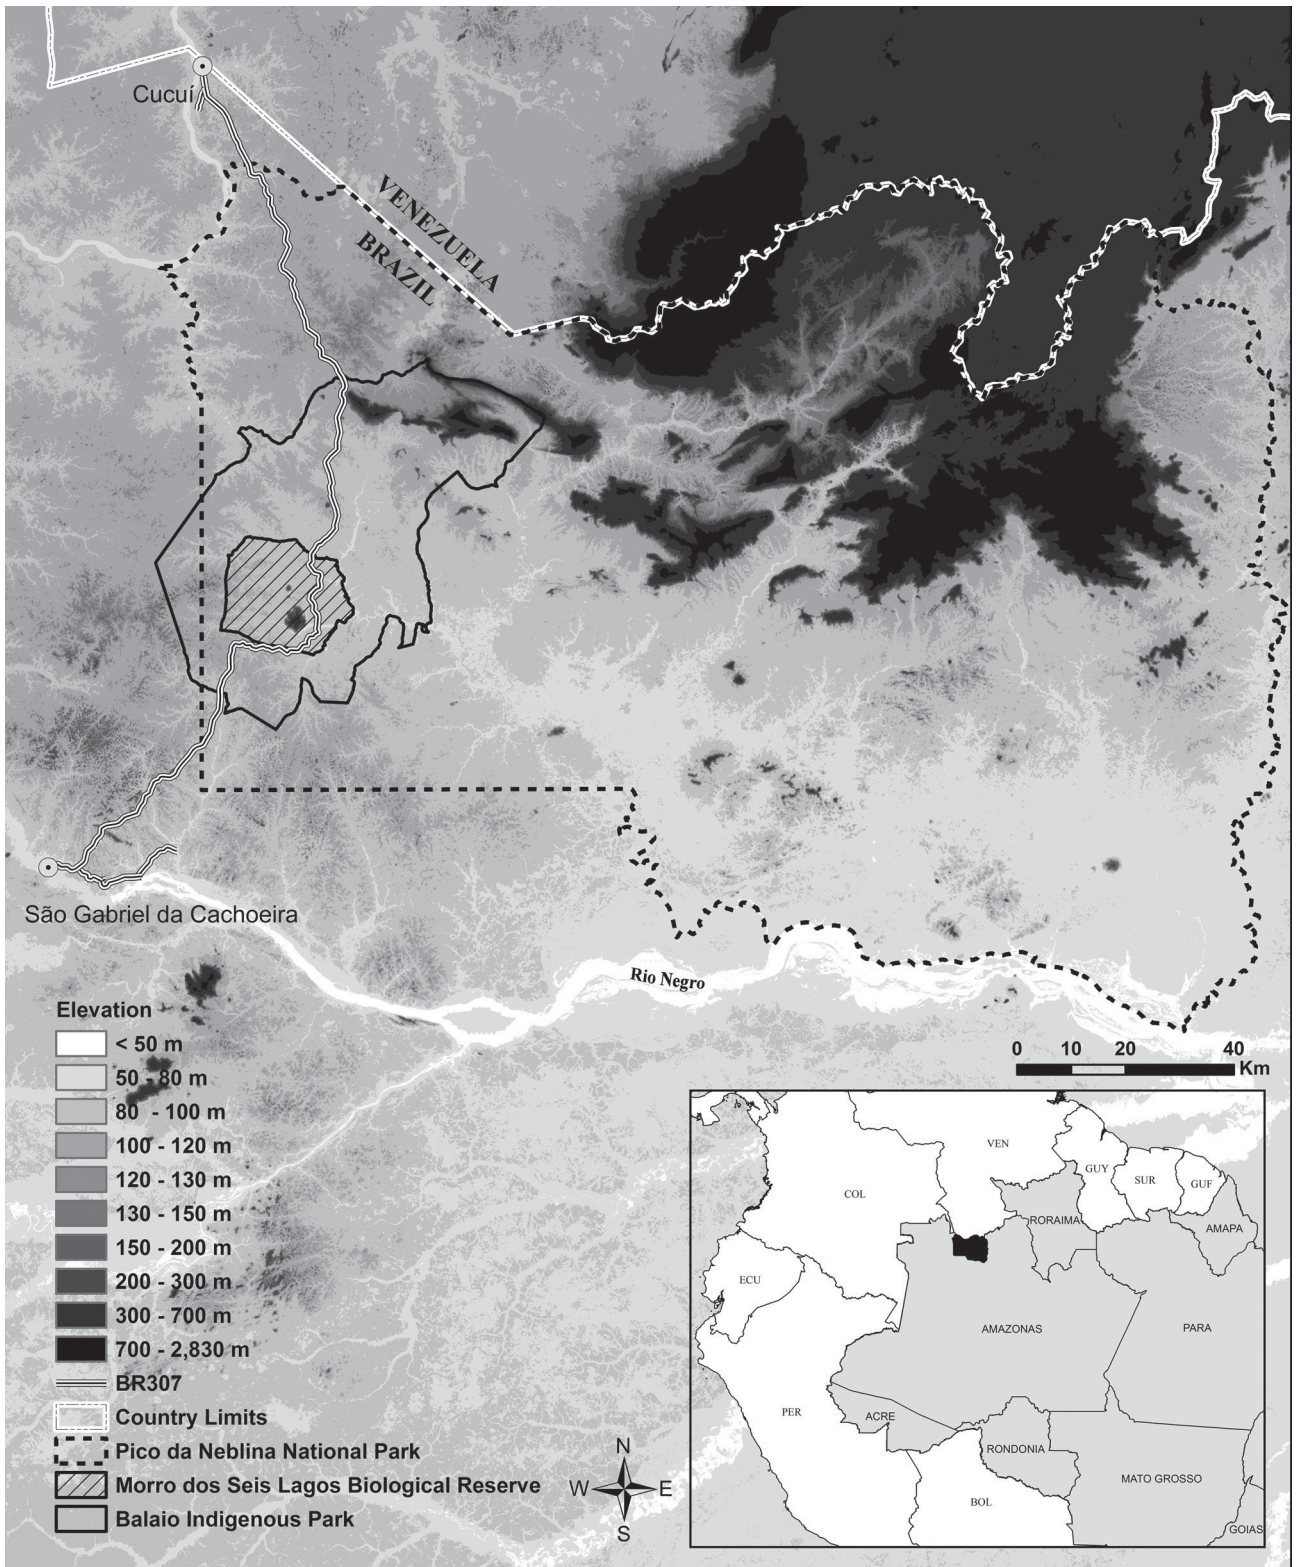 Cucuí
VENEZUELA
BRAZIL
São Gabriel da Cachoeira
Rio Negro
Elevation
< 50 m
50 - 80 m
80 - 100 m
100 - 120 m
120 - 130 m
130 - 150 m
150 - 200 m
200 - 300 m
300 - 700 m
700 - 2,830 m
BR307
Country Limits
Pico da Neblina National Park
Morro dos Seis Lagos Biological Reserve
Balaio Indigenous Park
0 10 20 40
Km
N
W E
S
VEN
COL
GUY
SUR
GUF
RORAIMA
AMAPA
ECU
AMAZONAS
PARA
PER
ACRE
RONDONIA
MATO GROSSO
BOL
GOIAS